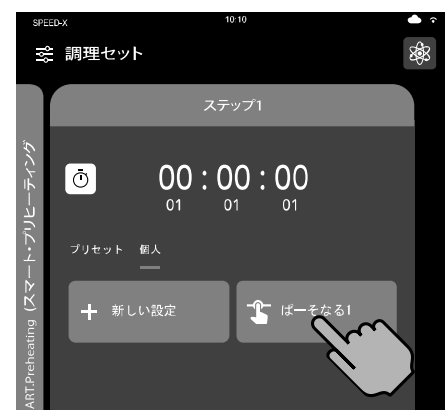 SPEED-X
10:10
調理セット
ステップ1
00 : 00 : 00
01 01 01
プリセット 個人
+ 新しい設定
ぱーそなる1
ART.Preheating (スマート・プリヒーティング